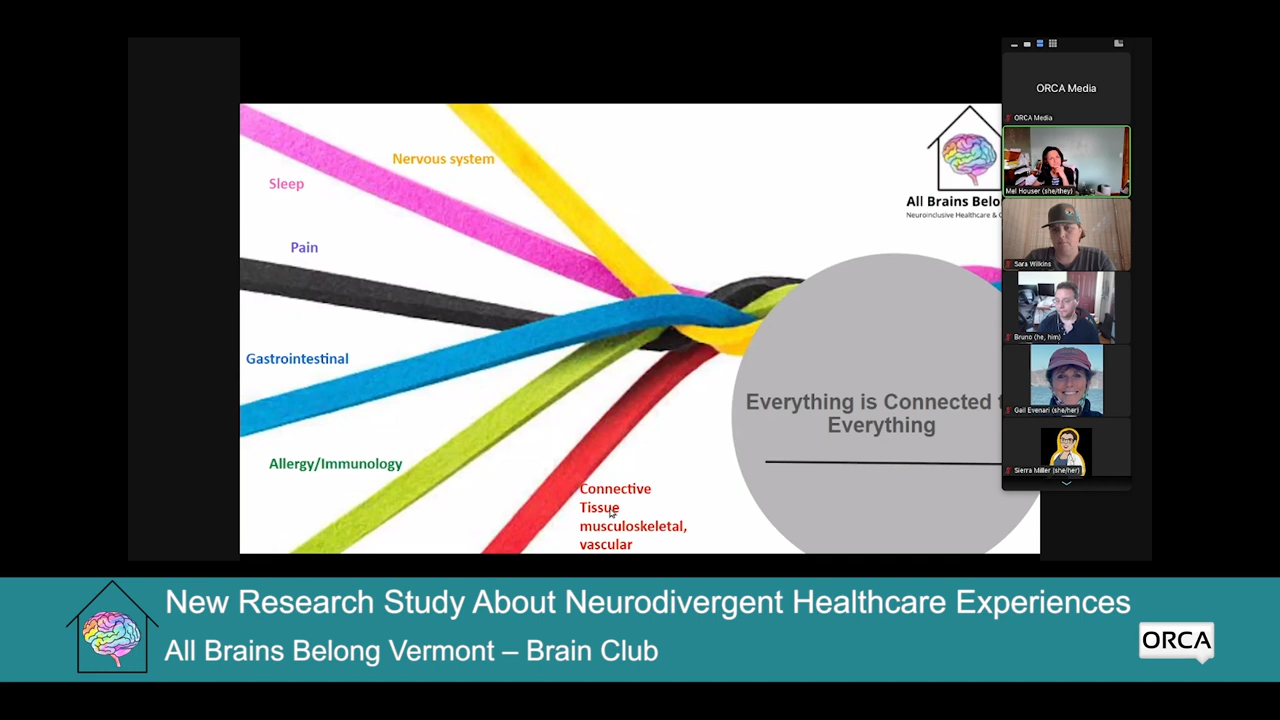 ORCA Media
ORCA Media
Mel Houser (she/they)
Sara Wilkins
Bruno (he, him)
Gail Evenari (she/her)
Sierra Miller (she/her)
Nervous system
Sleep
Pain
Gastrointestinal
Allergy/Immunology
Connective
Tissue
musculoskeletal,
vascular
All Brains Belo
Neuroinclusive Healthcare &
Everything is Connected
Everything
New Research Study About Neurodivergent Healthcare Experiences
All Brains Belong Vermont – Brain Club
ORCA